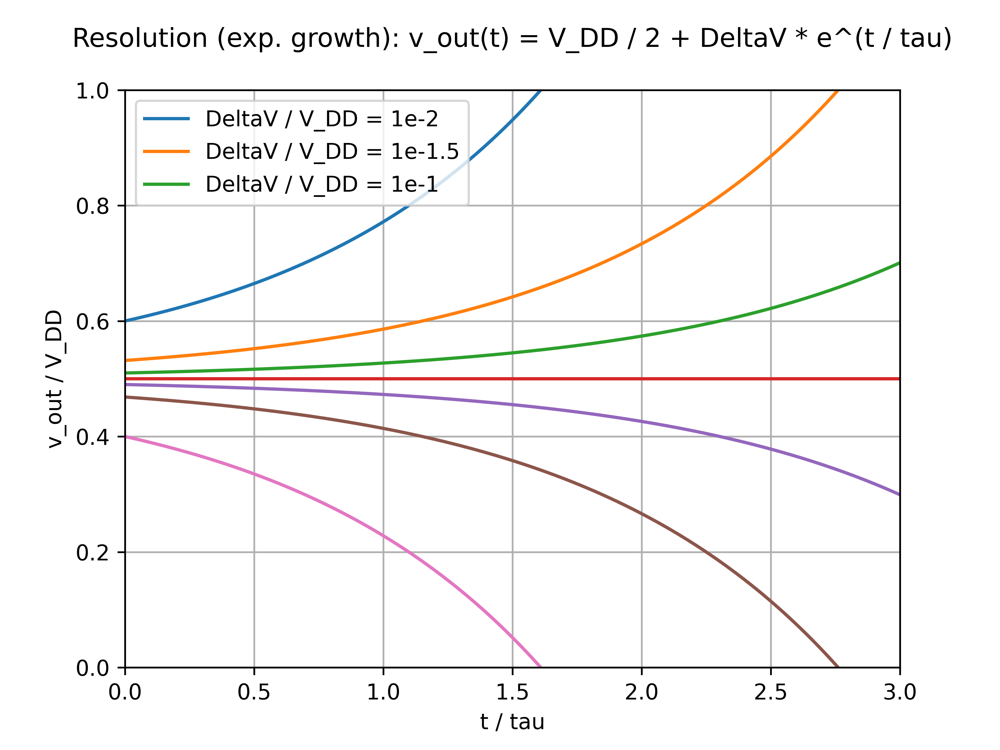 Resolution (exp. growth): v_out(t) = V_DD / 2 + DeltaV * e^(t / tau)
1.0
DeltaV / V_DD = 1e-2
DeltaV / V_DD = 1e-1.5
DeltaV / V_DD = 1e-1
0.8
0.6
v_out / V_DD
0.4
0.2
0.0
0.0 0.5 1.0 1.5 2.0 2.5 3.0
t / tau